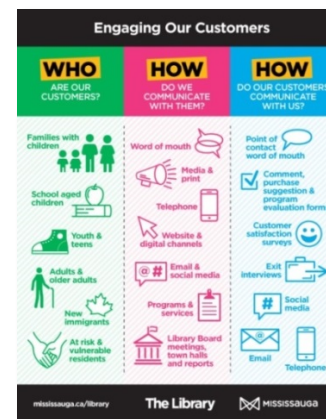 Engaging Our Customers
WHO
ARE OUR
CUSTOMERS?
Families with
children
School aged
children
Youth &
teens
Adults &
older adults
New
immigrants
At risk &
vulnerable
residents
HOW
DO WE
COMMUNICATE
WITH THEM?
Word of mouth
Media &
print
Telephone
Website &
digital channels
@ #
Email &
social media
Programs &
services
Library Board
meetings,
town halls
and reports
HOW
DO OUR CUSTOMERS
COMMUNICATE
WITH US?
Point of
contact
word of mouth
Comment,
purchase
suggestion &
program
evaluation form
Customer
satisfaction
surveys
Exit
interviews
#
Social
media
Email
Telephone
mississauga.ca/library
The Library
MISSISSAUGA